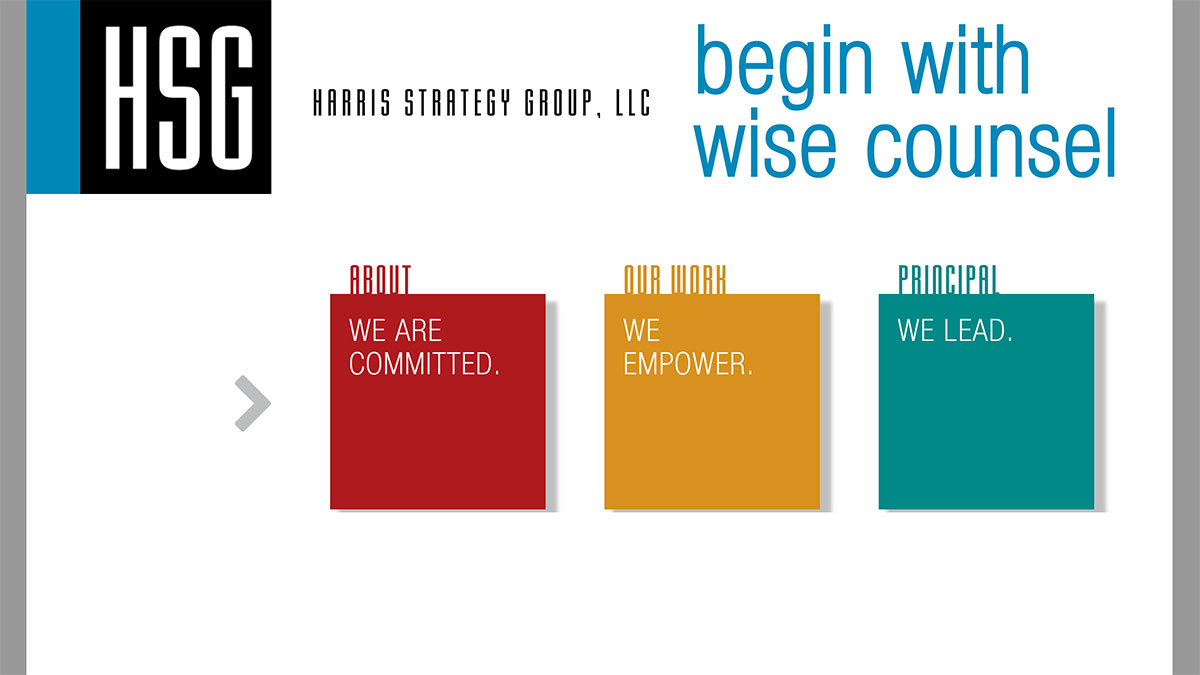 HSG
HARRIS STRATEGY GROUP, LLC
begin with
wise counsel
ABOUT
WE ARE
COMMITTED.
OUR WORK
WE
EMPOWER.
PRINCIPAL
WE LEAD.